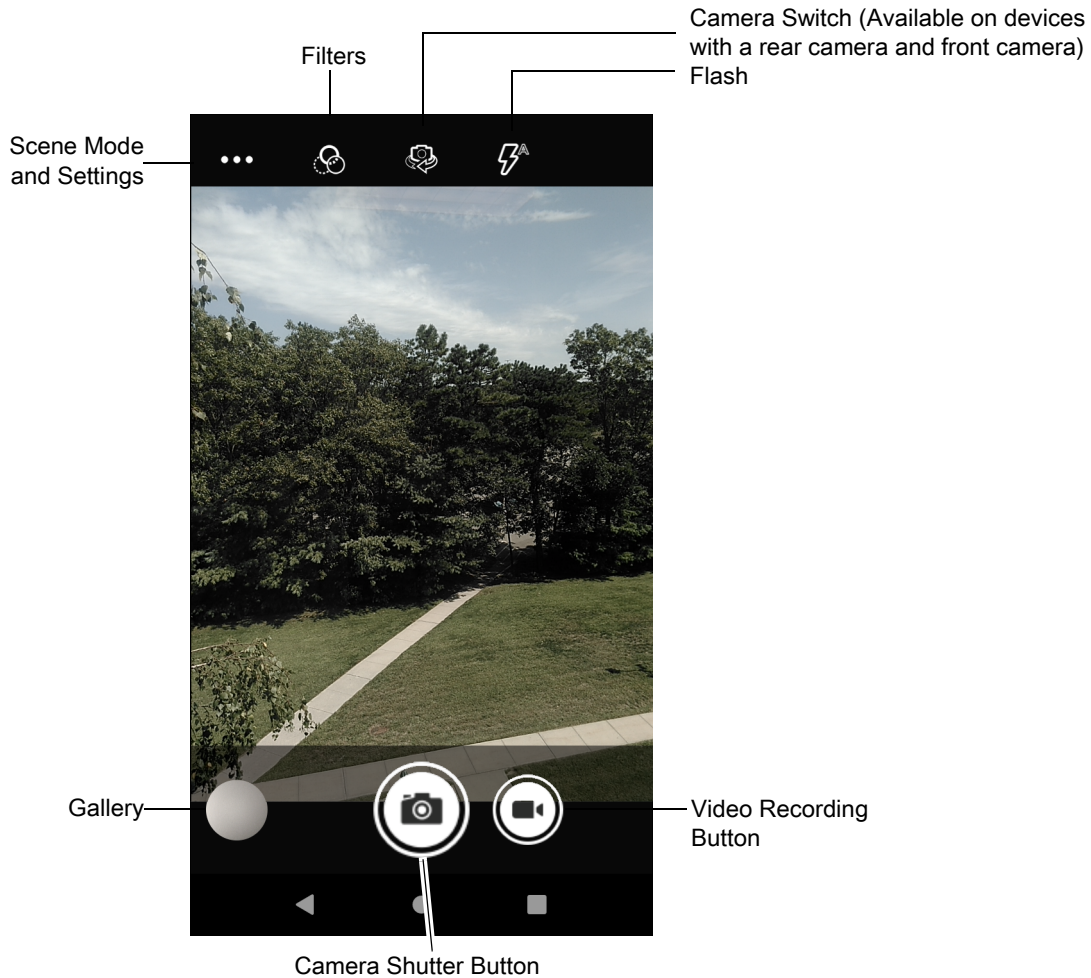 Camera Switch (Available on devices
with a rear camera and front camera)
Flash
Filters
Scene Mode
and Settings
A
Gallery
Video Recording
Button
Camera Shutter Button